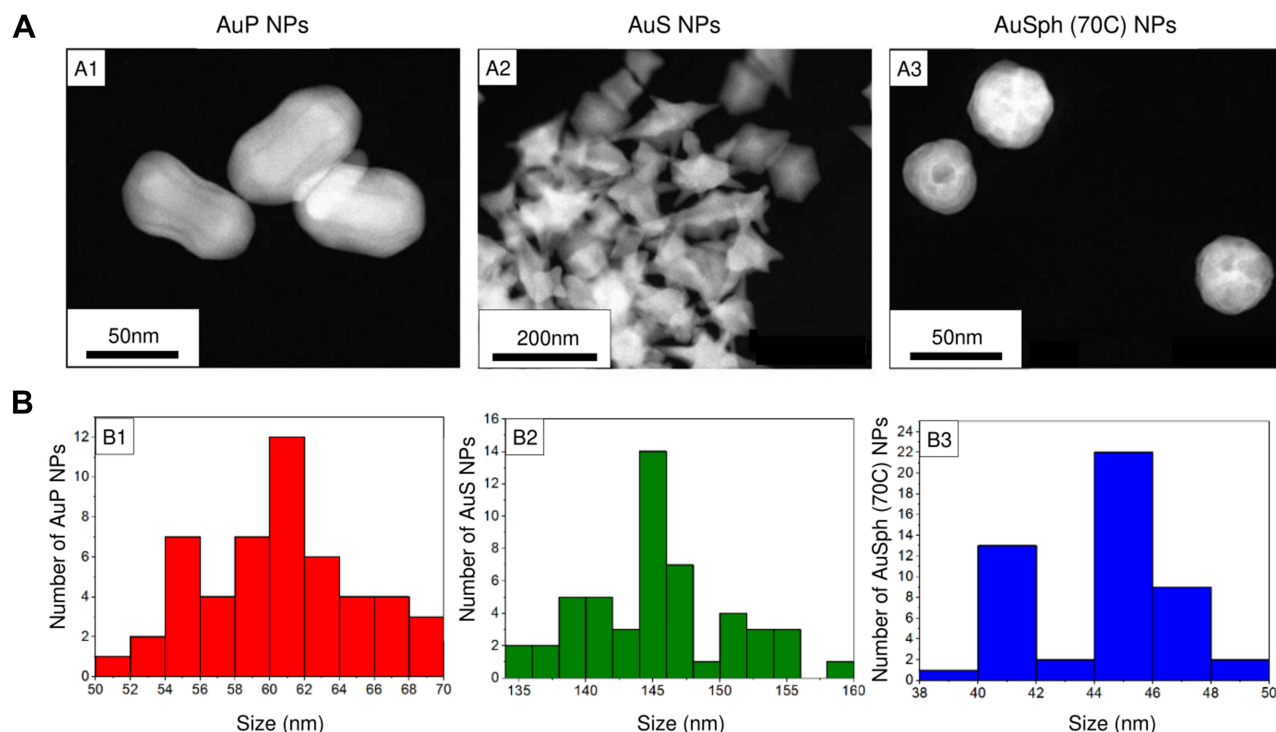 A
AuP NPs
AuS NPs
AuSph (70C) NPs
A1
A2
A3
50nm
200nm
50nm
B
B1
Number of AuP NPs
12
10
8
6
4
2
0
50 52 54 56 58 60 62 64 66 68 70
Size (nm)
B2
Number of AuS NPs
16
14
12
10
8
6
4
2
0
135 140 145 150 155 160
Size (nm)
B3
Number of AuSph (70C) NPs
24
22
20
18
16
14
12
10
8
6
4
2
0
38 40 42 44 46 48 50
Size (nm)